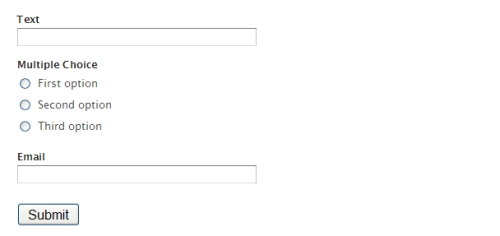 Text
Multiple Choice
First option
Second option
Third option
Email
Submit